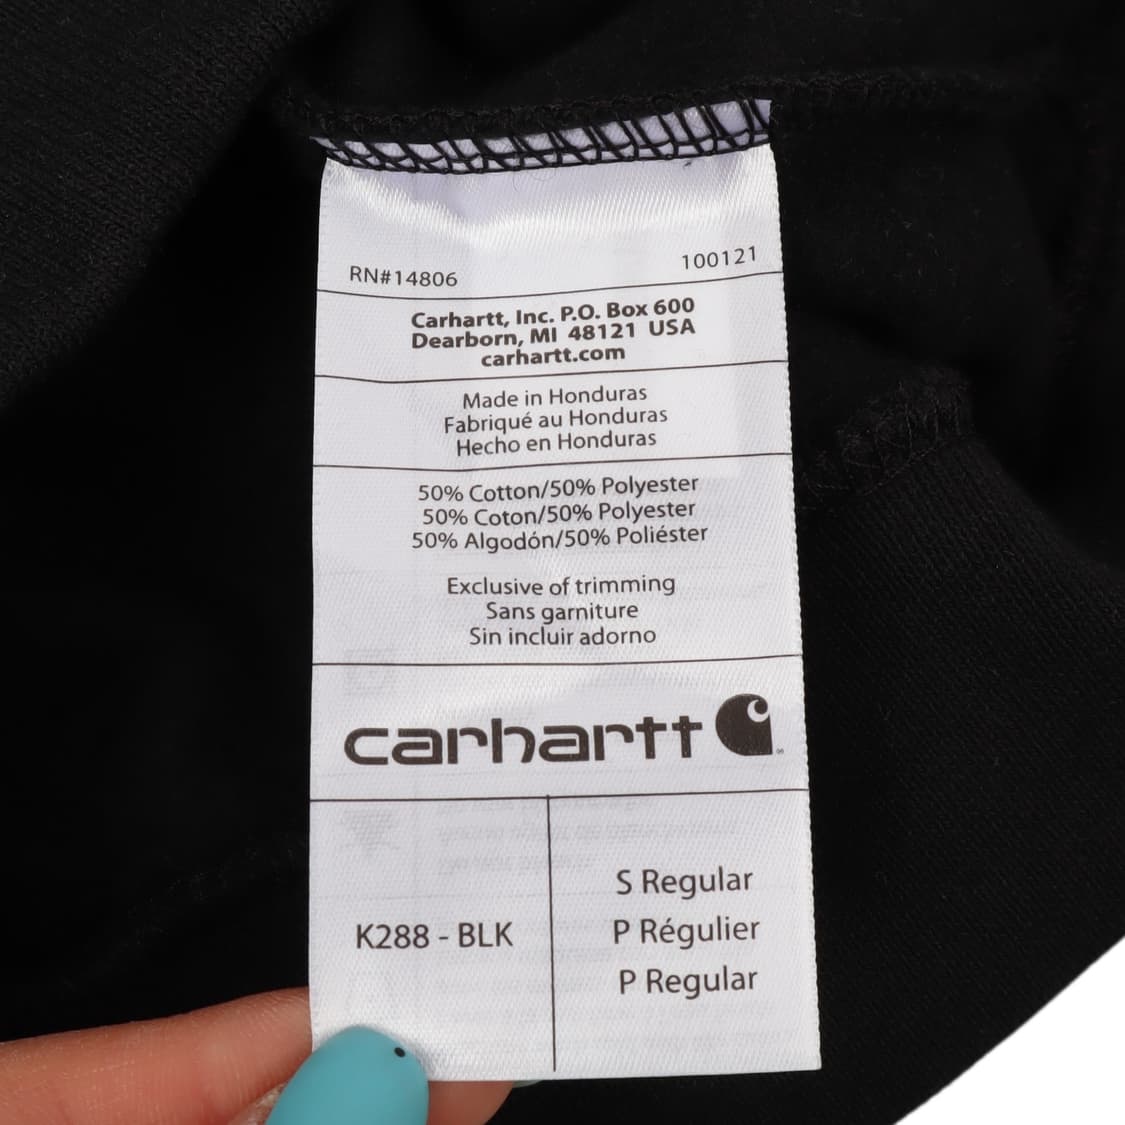 RN#14806 100121
Carhartt, Inc. P.O. Box 600
Dearborn, MI 48121 USA
carhartt.com
Made in Honduras
Fabriqué au Honduras
Hecho en Honduras
50% Cotton/50% Polyester
50% Coton/50% Polyester
50% Algodón/50% Poliéster
Exclusive of trimming
Sans garniture
Sin incluir adorno
carhartt
S Regular
K288 - BLK P Régulier
P Regular